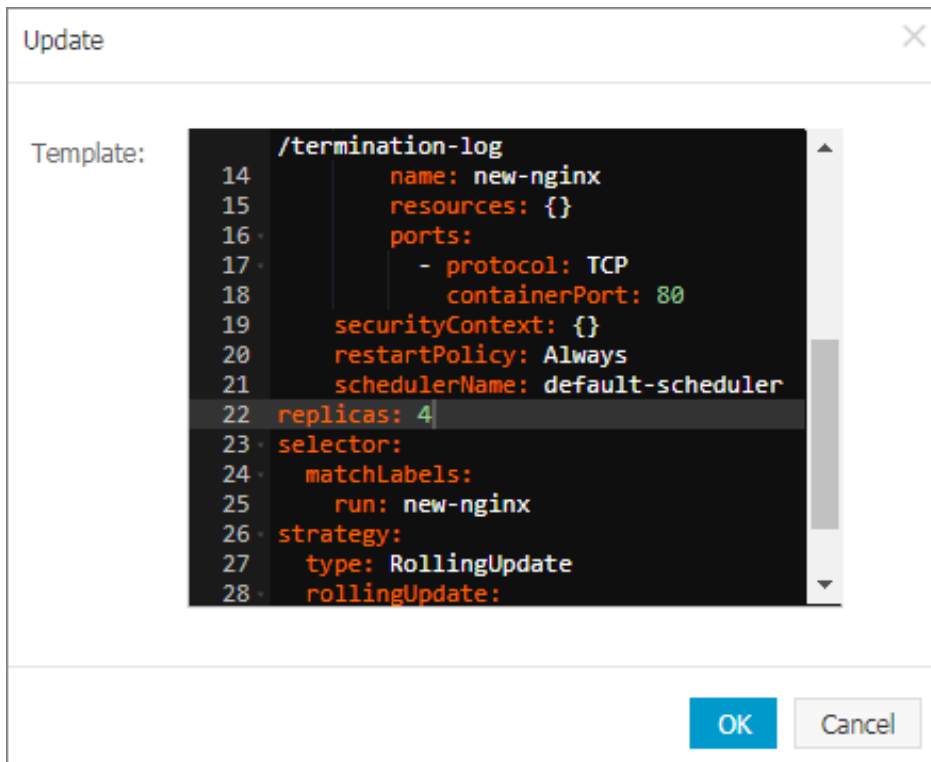 Update
Template:
/termination-log
14 name: new-nginx
15 resources: {}
16 ports:
17 - protocol: TCP
18 containerPort: 80
19 securityContext: {}
20 restartPolicy: Always
21 schedulerName: default-scheduler
22 replicas: 4
23 selector:
24 matchLabels:
25 run: new-nginx
26 strategy:
27 type: RollingUpdate
28 rollingUpdate:
OK Cancel